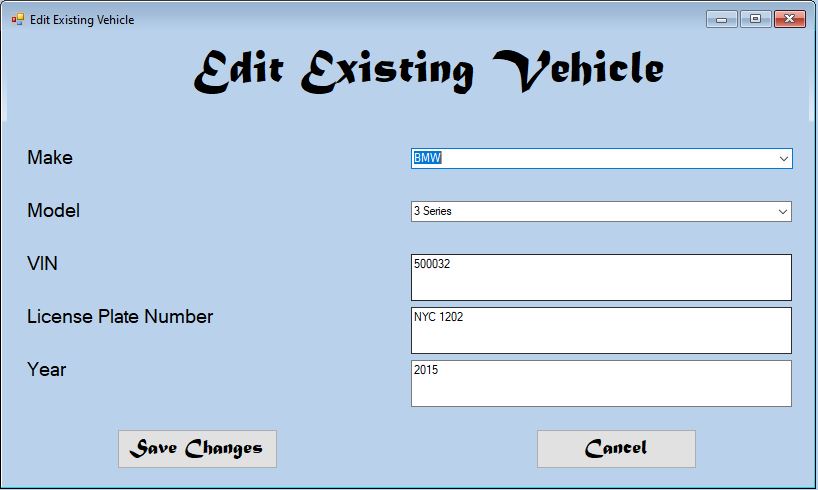 Edit Existing Vehicle
Edit Existing Vehicle
Make BMW
Model 3 Series
VIN 500032
License Plate Number NYC 1202
Year 2015
Save Changes Cancel